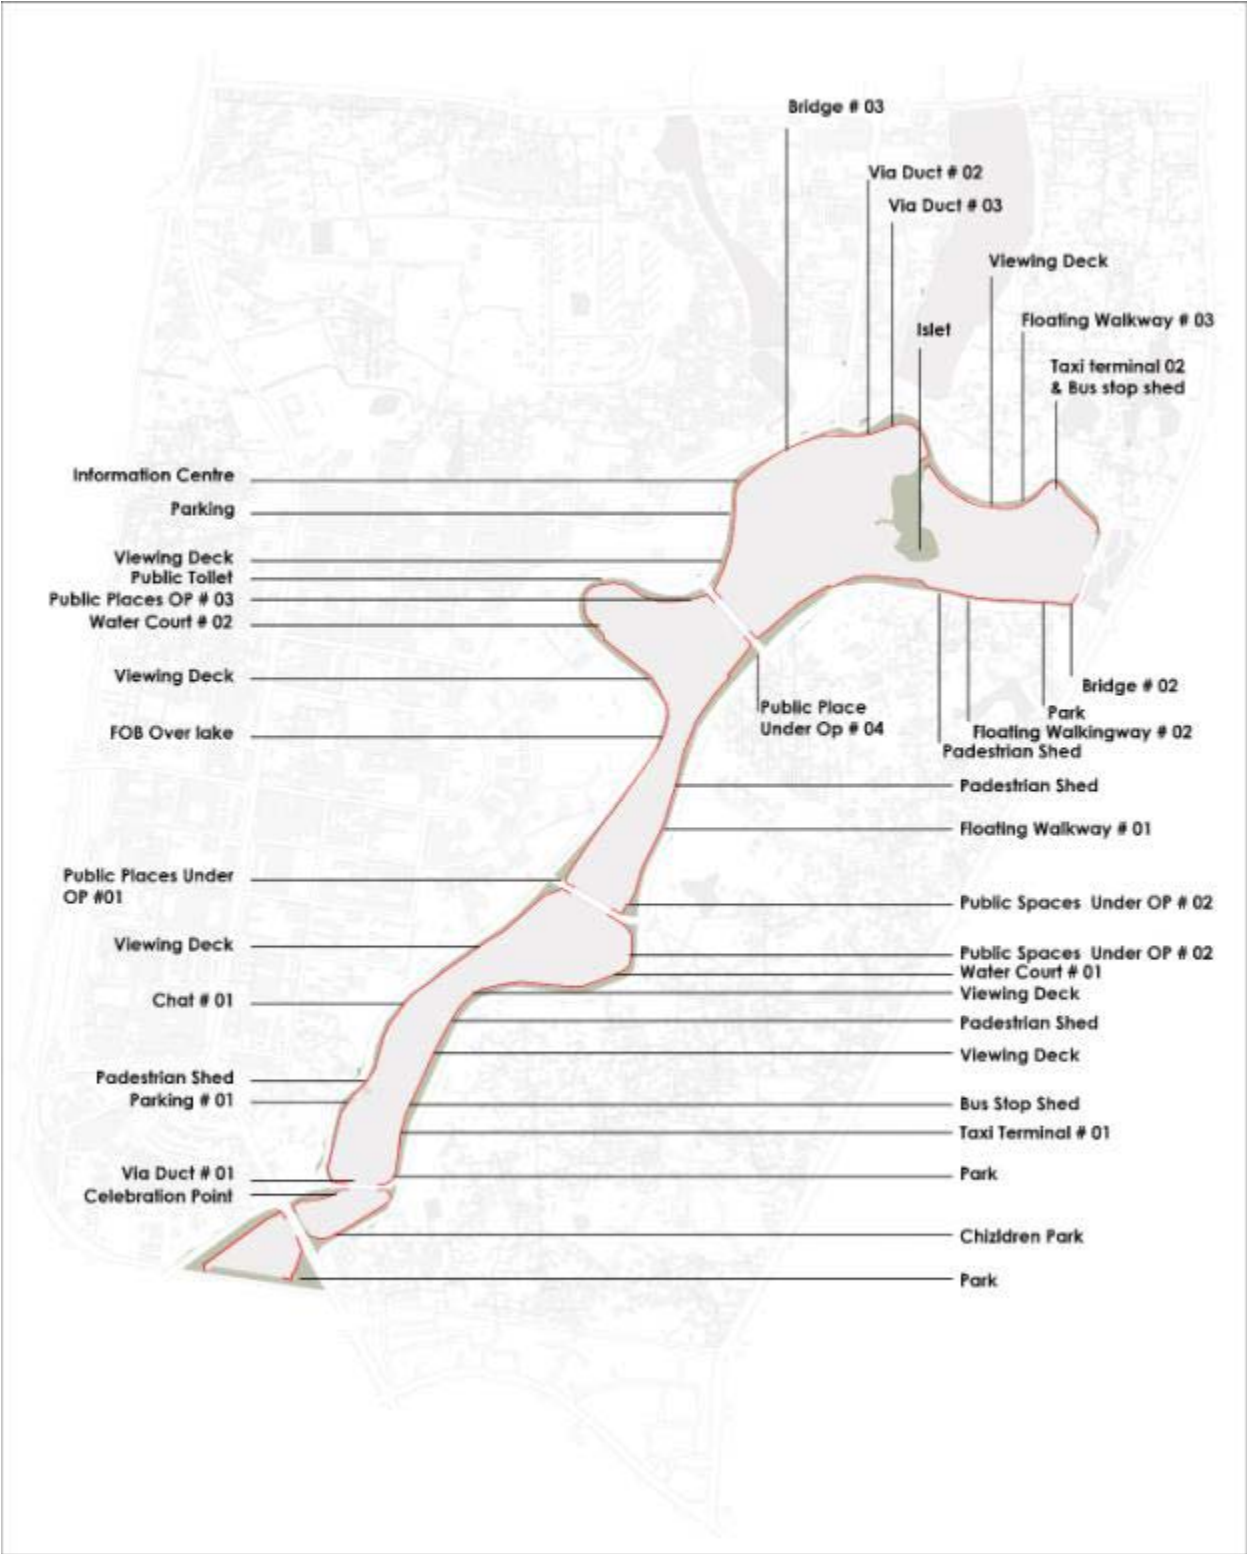 Bridge # 03
Via Duct # 02
Via Duct # 03
Viewing Deck
Islet
Floating Walkway # 03
Taxi terminal 02
& Bus stop shed
Information Centre
Parking
Viewing Deck
Public Toilet
Public Places OP # 03
Water Court # 02
Viewing Deck
FOB Over lake
Public Places Under
OP #01
Viewing Deck
Chat # 01
Padestrian Shed
Parking # 01
Via Duct # 01
Celebration Point
Bridge # 02
Park
Floating Walkingway # 02
Padestrian Shed
Public Place
Under Op # 04
Padestrian Shed
Floating Walkway # 01
Public Spaces Under OP # 02
Public Spaces Under OP # 02
Water Court # 01
Viewing Deck
Padestrian Shed
Viewing Deck
Bus Stop Shed
Taxi Terminal # 01
Park
Chizldren Park
Park